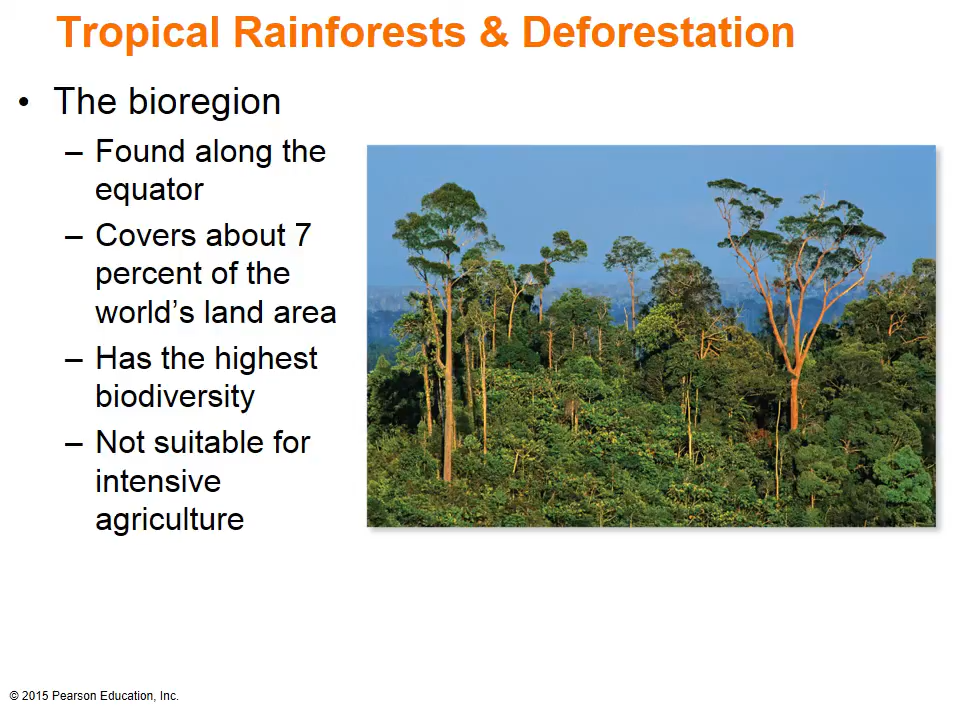 Tropical Rainforests & Deforestation
• The bioregion
– Found along the
equator
– Covers about 7
percent of the
world’s land area
– Has the highest
biodiversity
– Not suitable for
intensive
agriculture
© 2015 Pearson Education, Inc.